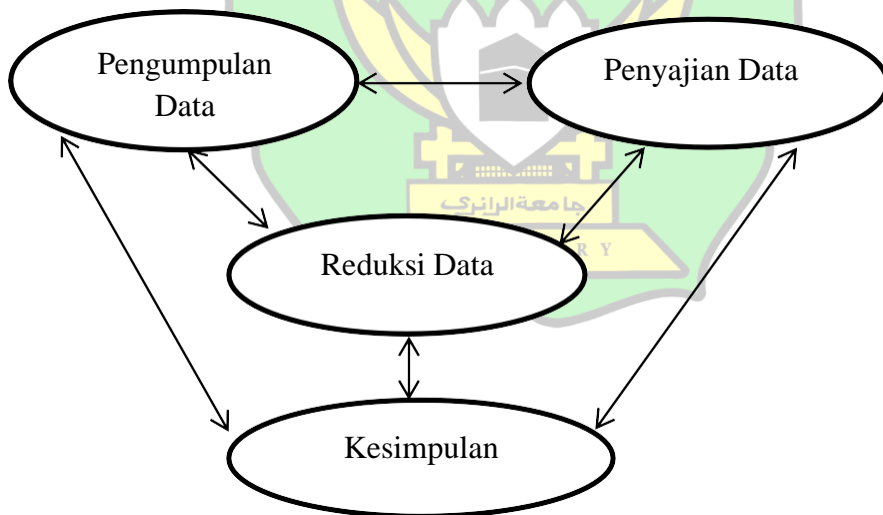 Pengumpulan
Data
Penyajian Data
جامعةالرانري
R Y
Reduksi Data
Kesimpulan